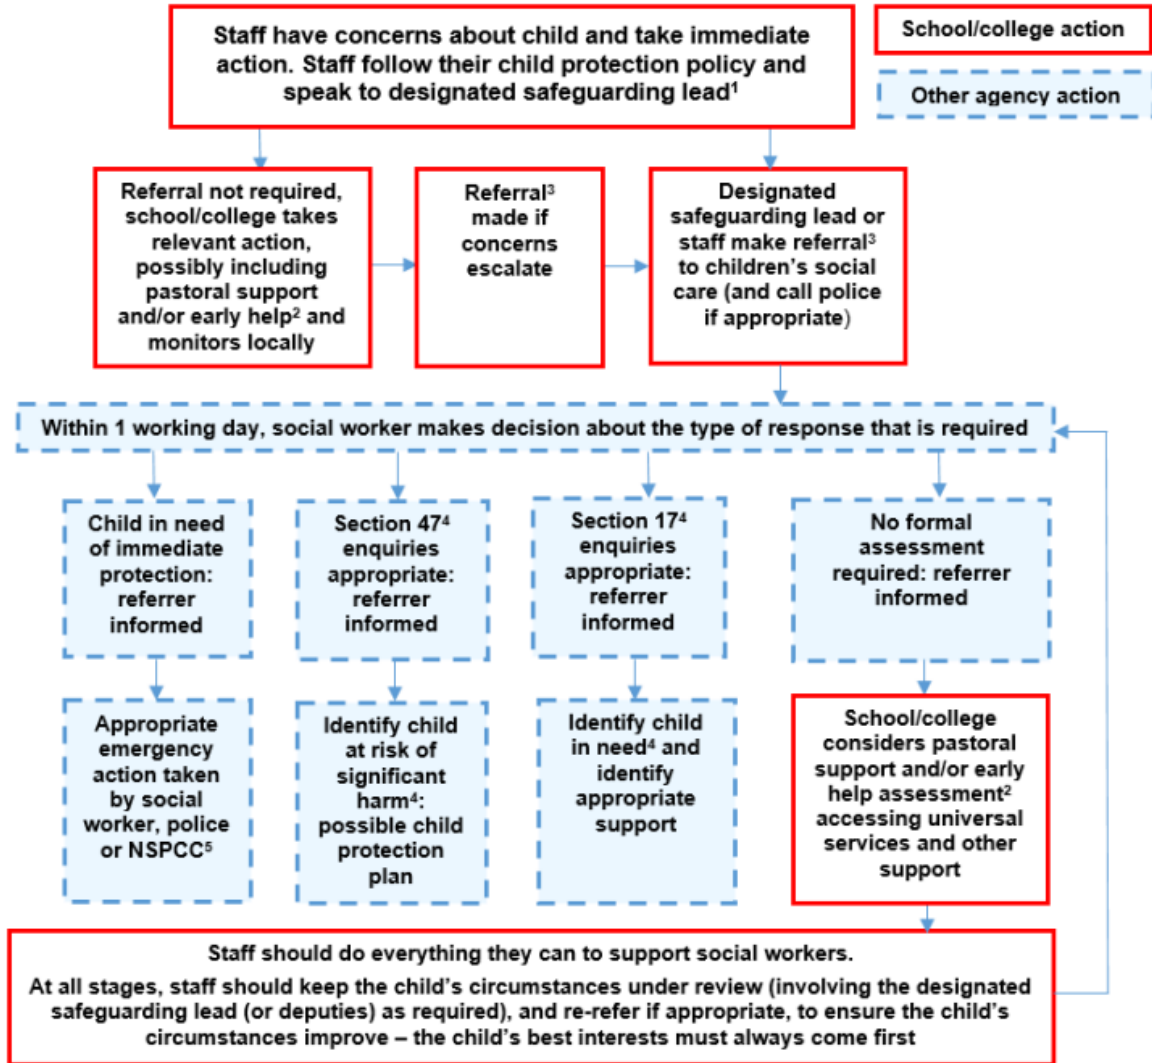 Staff have concerns about child and take immediate
action. Staff follow their child protection policy and
speak to designated safeguarding lead¹
School/college action
Other agency action
Referral not required,
school/college takes
relevant action,
possibly including
pastoral support
and/or early help² and
monitors locally
Referral³
made if
concerns
escalate
Designated
safeguarding lead or
staff make referral³
to children’s social
care (and call police
if appropriate)
Within 1 working day, social worker makes decision about the type of response that is required
Child in need
of immediate
protection:
referrer
informed
Section 47⁴
enquiries
appropriate:
referrer
informed
Section 17⁴
enquiries
appropriate:
referrer
informed
No formal
assessment
required: referrer
informed
Appropriate
emergency
action taken
by social
worker, police
or NSPCC⁵
Identify child
at risk of
significant
harm⁴:
possible child
protection
plan
Identify child
in need⁴ and
identify
appropriate
support
School/college
considers pastoral
support and/or early
help assessment²
accessing universal
services and other
support
Staff should do everything they can to support social workers.
At all stages, staff should keep the child’s circumstances under review (involving the designated
safeguarding lead (or deputies) as required), and re-refer if appropriate, to ensure the child’s
circumstances improve – the child’s best interests must always come first